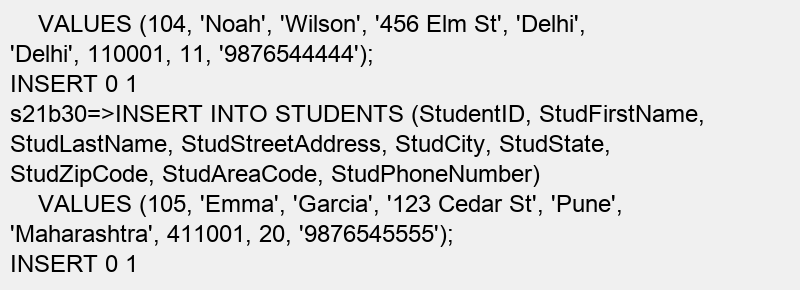 VALUES (104, 'Noah', 'Wilson', '456 Elm St', 'Delhi',
'Delhi', 110001, 11, '9876544444');
INSERT 0 1
s21b30=>INSERT INTO STUDENTS (StudentID, StudFirstName,
StudLastName, StudStreetAddress, StudCity, StudState,
StudZipCode, StudAreaCode, StudPhoneNumber)
VALUES (105, 'Emma', 'Garcia', '123 Cedar St', 'Pune',
'Maharashtra', 411001, 20, '9876545555');
INSERT 0 1